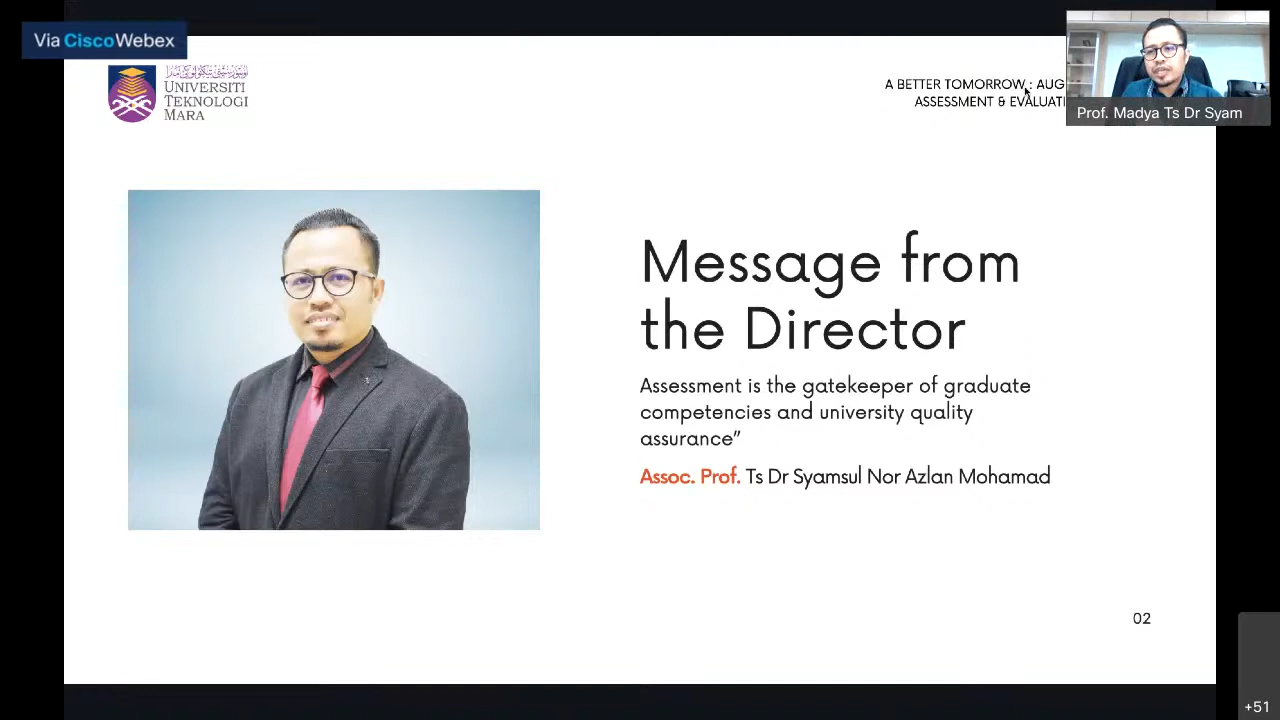 Via CiscoWebex
UNIVERSITI
TEKNOLOGI
MARA
A BETTER TOMORROW : AUG
ASSESSMENT & EVALUATI
Prof. Madya Ts Dr Syam
Message from
the Director
Assessment is the gatekeeper of graduate
competencies and university quality
assurance”
Assoc. Prof. Ts Dr Syamsul Nor Azlan Mohamad
02
+51